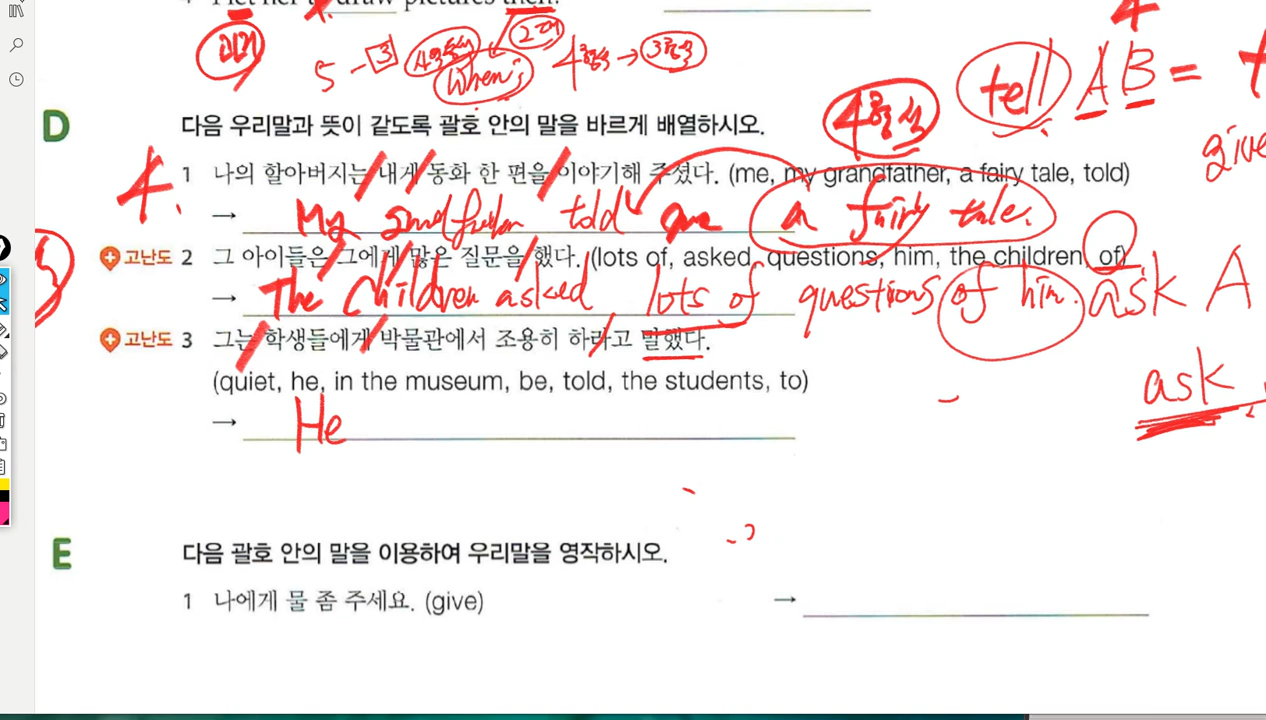 draw pictures then?
미래
5 - 3 사역동사 2개
When; 4형식 → 3형식
4
tell A B =
4형식
give
D 다음 우리말과 뜻이 같도록 괄호 안의 말을 바르게 배열하시오.
4. 1 나의 할아버지는 내게 동화 한 편을 이야기해 주셨다. (me, my grandfather, a fairy tale, told)
→ My grandfather told me a fairy tale.
고난도 2 그 아이들은 그에게 많은 질문을 했다. (lots of, asked, questions, him, the children, of)
→ The children asked lots of questions of him. ask A
고난도 3 그는 학생들에게 박물관에서 조용히 하라고 말했다.
(quiet, he, in the museum, be, told, the students, to)
ask
→ He
E 다음 괄호 안의 말을 이용하여 우리말을 영작하시오.
1 나에게 물 좀 주세요. (give) →